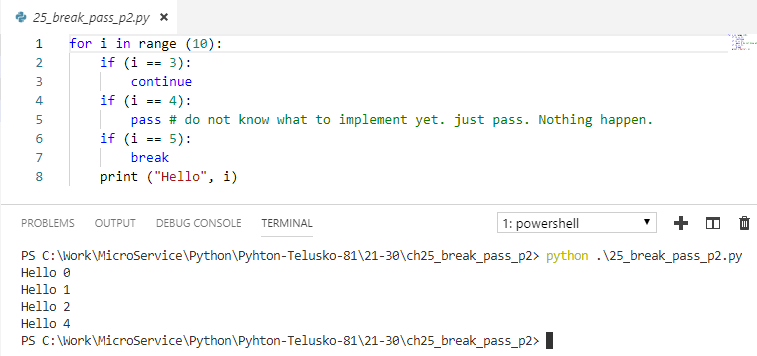 25_break_pass_p2.py ×
1 for i in range (10):
2 if (i == 3):
3 continue
4 if (i == 4):
5 pass # do not know what to implement yet. just pass. Nothing happen.
6 if (i == 5):
7 break
8 print ("Hello", i)
PROBLEMS OUTPUT DEBUG CONSOLE TERMINAL 1: powershell
PS C:\Work\MicroService\Python\Pyhton-Telusko-81\21-30\ch25_break_pass_p2> python .\25_break_pass_p2.py
Hello 0
Hello 1
Hello 2
Hello 4
PS C:\Work\MicroService\Python\Pyhton-Telusko-81\21-30\ch25_break_pass_p2>